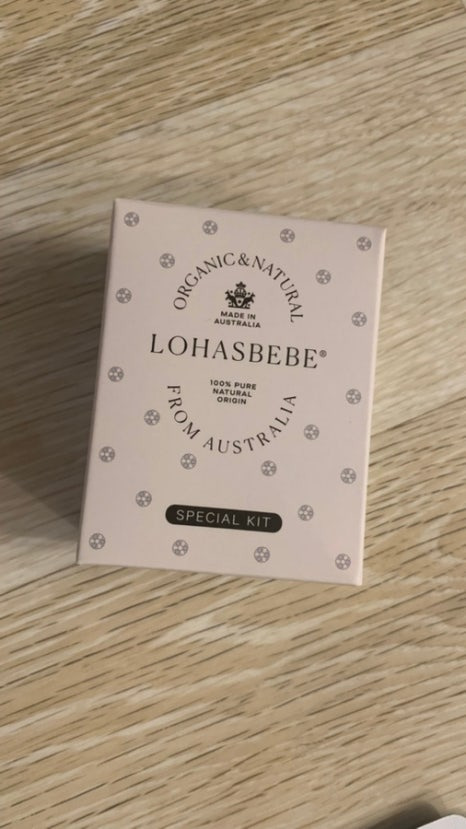 ORGANIC & NATURAL
MADE IN
AUSTRALIA
LOHASBEBE®
100% PURE
NATURAL
ORIGIN
FROM AUSTRALIA
SPECIAL KIT